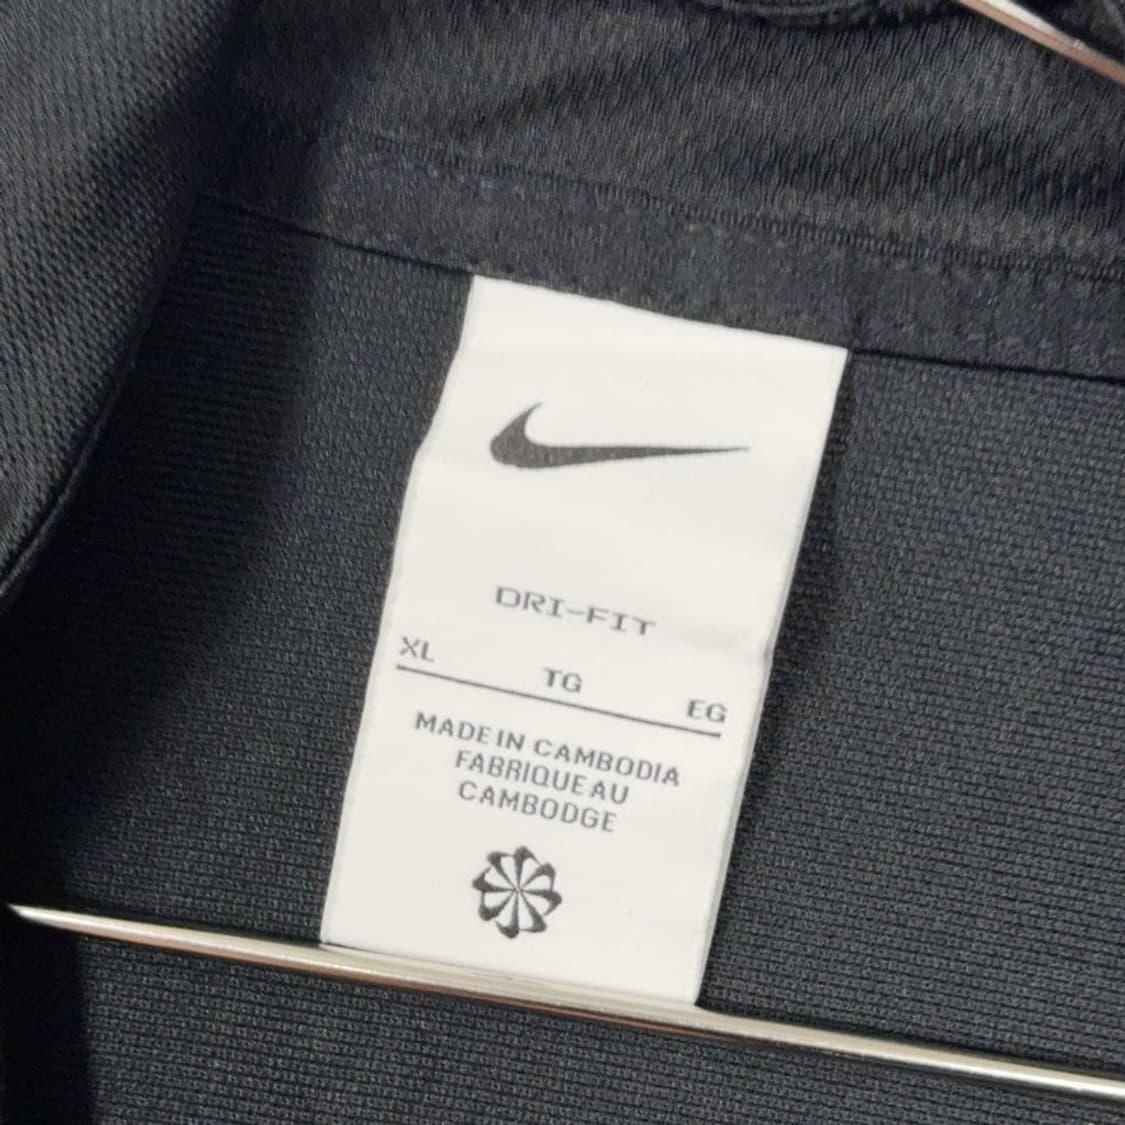 DRI-FIT
XL TG EG
MADE IN CAMBODIA
FABRIQUE AU
CAMBODGE